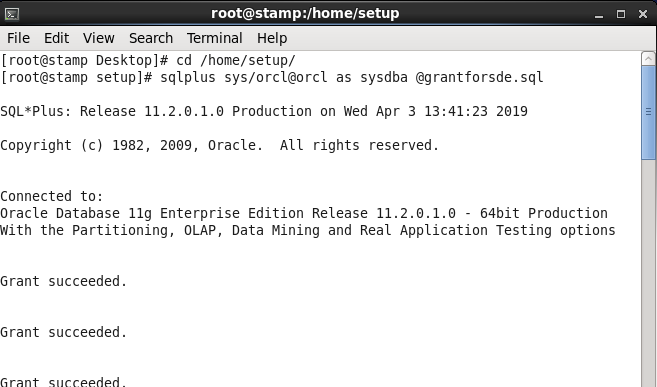 root@stamp:/home/setup
File Edit View Search Terminal Help
[root@stamp Desktop]# cd /home/setup/
[root@stamp setup]# sqlplus sys/orcl@orcl as sysdba @grantforsde.sql
SQL*Plus: Release 11.2.0.1.0 Production on Wed Apr 3 13:41:23 2019
Copyright (c) 1982, 2009, Oracle.  All rights reserved.
Connected to:
Oracle Database 11g Enterprise Edition Release 11.2.0.1.0 - 64bit Production
With the Partitioning, OLAP, Data Mining and Real Application Testing options
Grant succeeded.
Grant succeeded.
Grant succeeded.